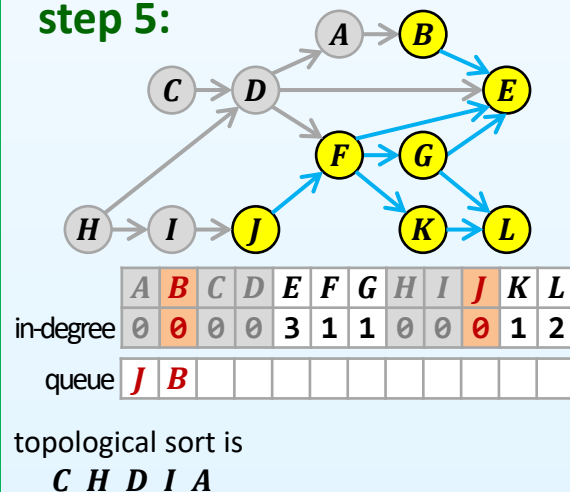 step 5:
A B
C D E
F G
H I J K L
A B C D E F G H I J K L
in-degree 0 0 0 0 3 1 1 0 0 0 1 2
queue J B
topological sort is
C H D I A